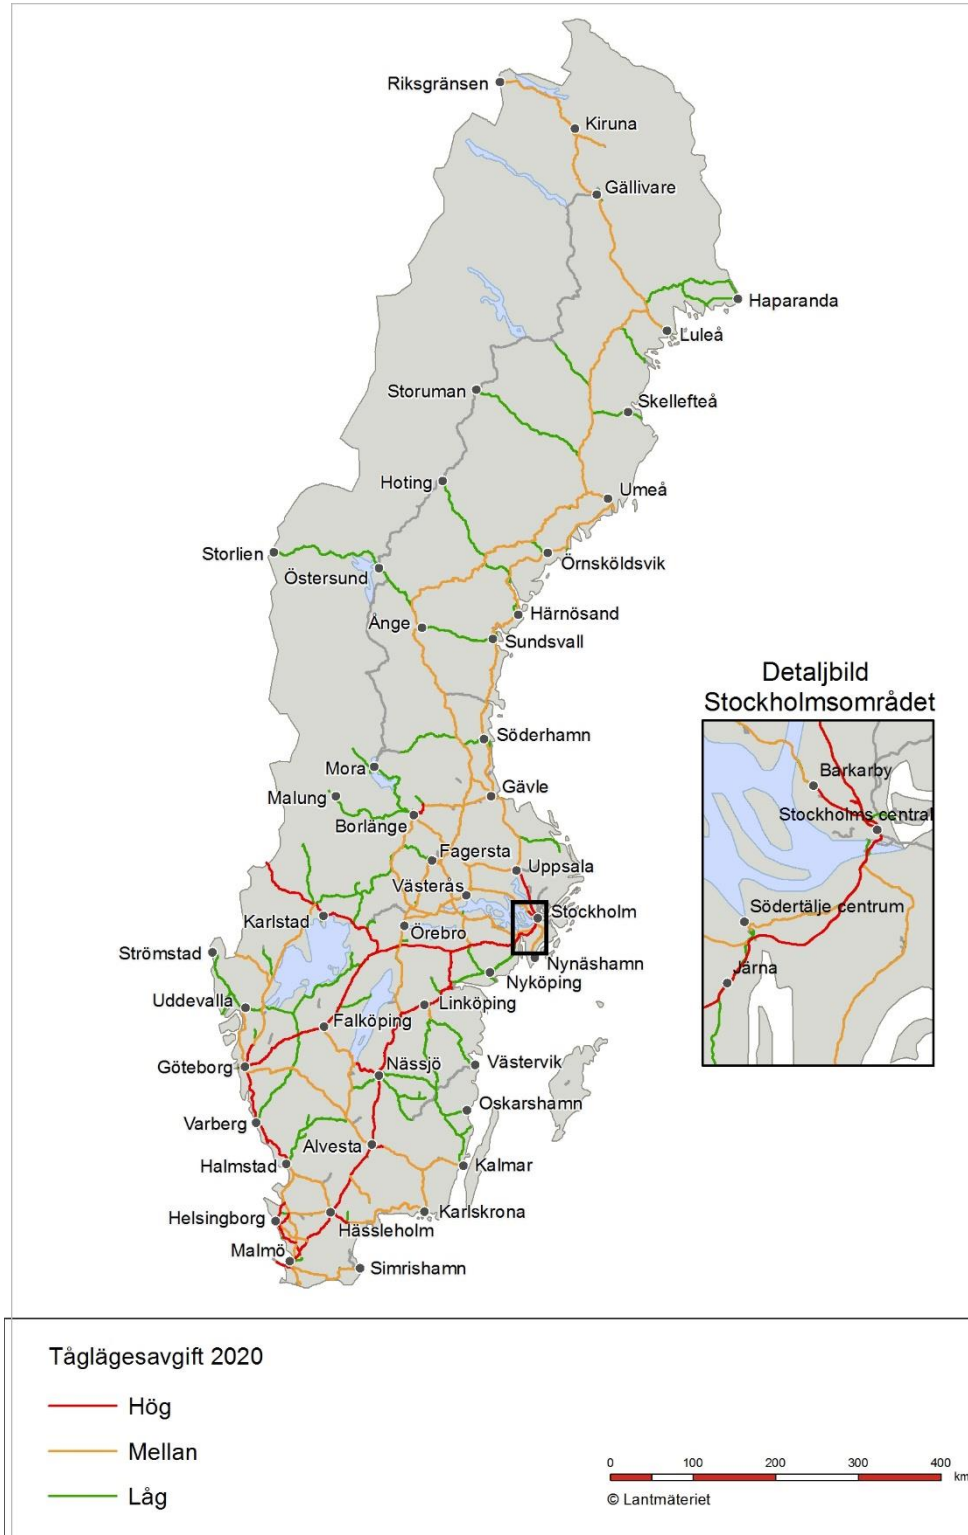 Riksgränsen
Kiruna
Gällivare
Haparanda
Luleå
Storuman
Skellefteå
Hoting
Umeå
Storlien
Östersund
Örnsköldsvik
Ånge
Härnösand
Sundsvall
Detaljbild
Stockholmsområdet
Söderhamn
Mora
Malung
Gävle
Borlänge
Fagersta
Uppsala
Västerås
Karlstad
Stockholm
Örebro
Strömstad
Nynäshamn
Nyköping
Uddevalla
Linköping
Falköping
Göteborg
Nässjö
Västervik
Oskarshamn
Varberg
Alvesta
Halmstad
Kalmar
Helsingborg
Karlskrona
Hässleholm
Malmö
Simrishamn
Barkarby
Stockholms central
Södertälje centrum
Järna
Tåglägesavgift 2020
Hög
Mellan
Låg
0 100 200 300 400
km
© Lantmäteriet